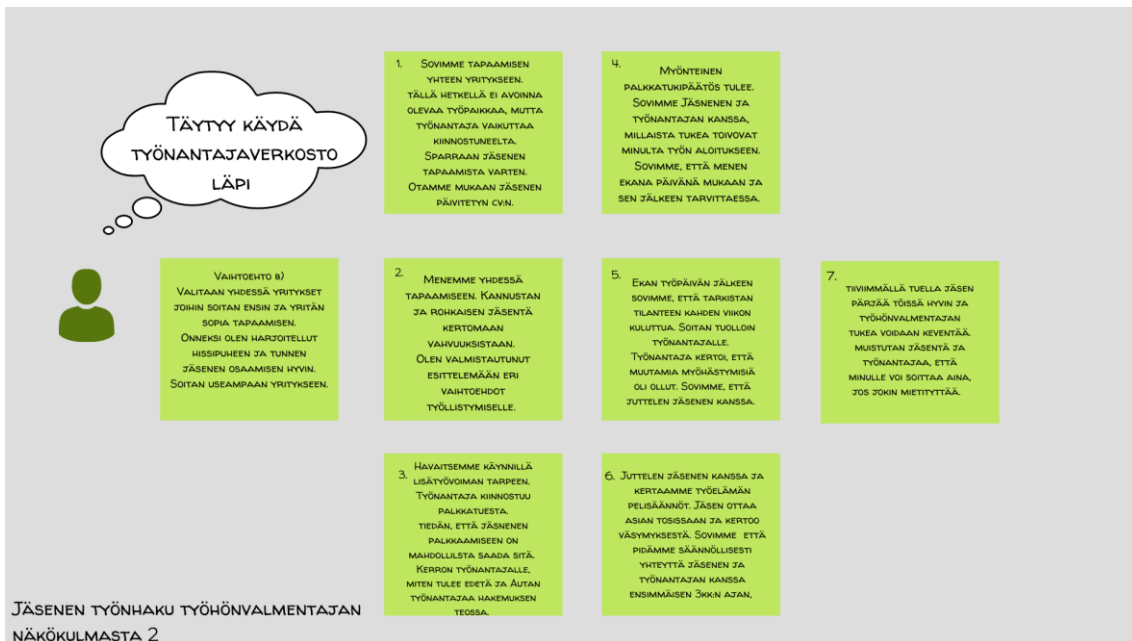 Täytyy käydä
työnantajaverkosto
läpi
Vaihtoehto b)
Valitaan yhdessä yritykset
joihin soitan ensin ja yritän
sopia tapaamisen.
Onneksi olen harjoitellut
hissipuheen ja tunnen
jäsenen osaamisen hyvin.
Soitan useampaan yritykseen.
1. Sovimme tapaamisen
yhteen yritykseen.
Tällä hetkellä ei avoinna
olevaa työpaikkaa, mutta
työnantaja vaikuttaa
kiinnostuneelta.
Sparraan jäsenen
tapaamista varten.
Otamme mukaan jäsenen
päivitetyn cv:n.
2. Menemme yhdessä
tapaamiseen. Kannustan
ja rohkaisen jäsentä
kertomaan
vahvuuksistaan.
Olen valmistautunut
esittelemään eri
vaihtoehdot
työllistymiselle.
3. Havaitsemme käynnillä
lisätyövoiman tarpeen.
Työnantaja kiinnostuu
palkkatuesta.
tiedän, että jäsnenen
palkkaamiseen on
mahdollilsta saada sitä.
Kerron työnantajalle,
miten tulee edetä ja Autan
työnantajaa hakemuksen
teossa.
4. Myönteinen
palkkatukipäätös tulee.
Sovimme Jäsnenen ja
työnantajan kanssa,
millaista tukea toivovat
minulta työn aloitukseen.
Sovimme, että menen
ekana päivänä mukaan ja
sen jälkeen tarvittaessa.
5. Ekan työpäivän jälkeen
sovimme, että tarkistan
tilanteen kahden viikon
kuluttua. Soitan tuolloin
työnantajalle.
Työnantaja kertoi, että
muutamia myöhästymisiä
oli ollut. Sovimme, että
juttelen jäsenen kanssa.
6. Juttelen jäsenen kanssa ja
kertaamme työelämän
pelisäännöt. Jäsen ottaa
asian tosissaan ja kertoo
väsymyksestä. Sovimme että
pidämme säännöllisesti
yhteyttä jäsenen ja
työnantajan kanssa
ensimmäisen 3kk:n ajan,
7. tiiviimmällä tuella jäsen
pärjää töissä hyvin ja
työhönvalmentajan
tukea voidaan keventää.
Muistutan jäsentä ja
työnantajaa, että
minulle voi soittaa aina,
jos jokin mietityttää.
Jäsenen työnhaku työhönvalmentajan
näkökulmasta 2